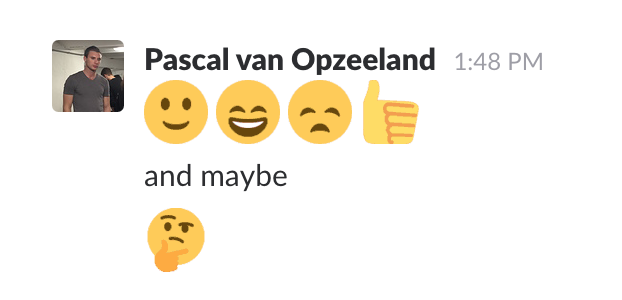 Pascal van Opzeeland 1:48 PM
🙂😄😞👍
and maybe
🤔